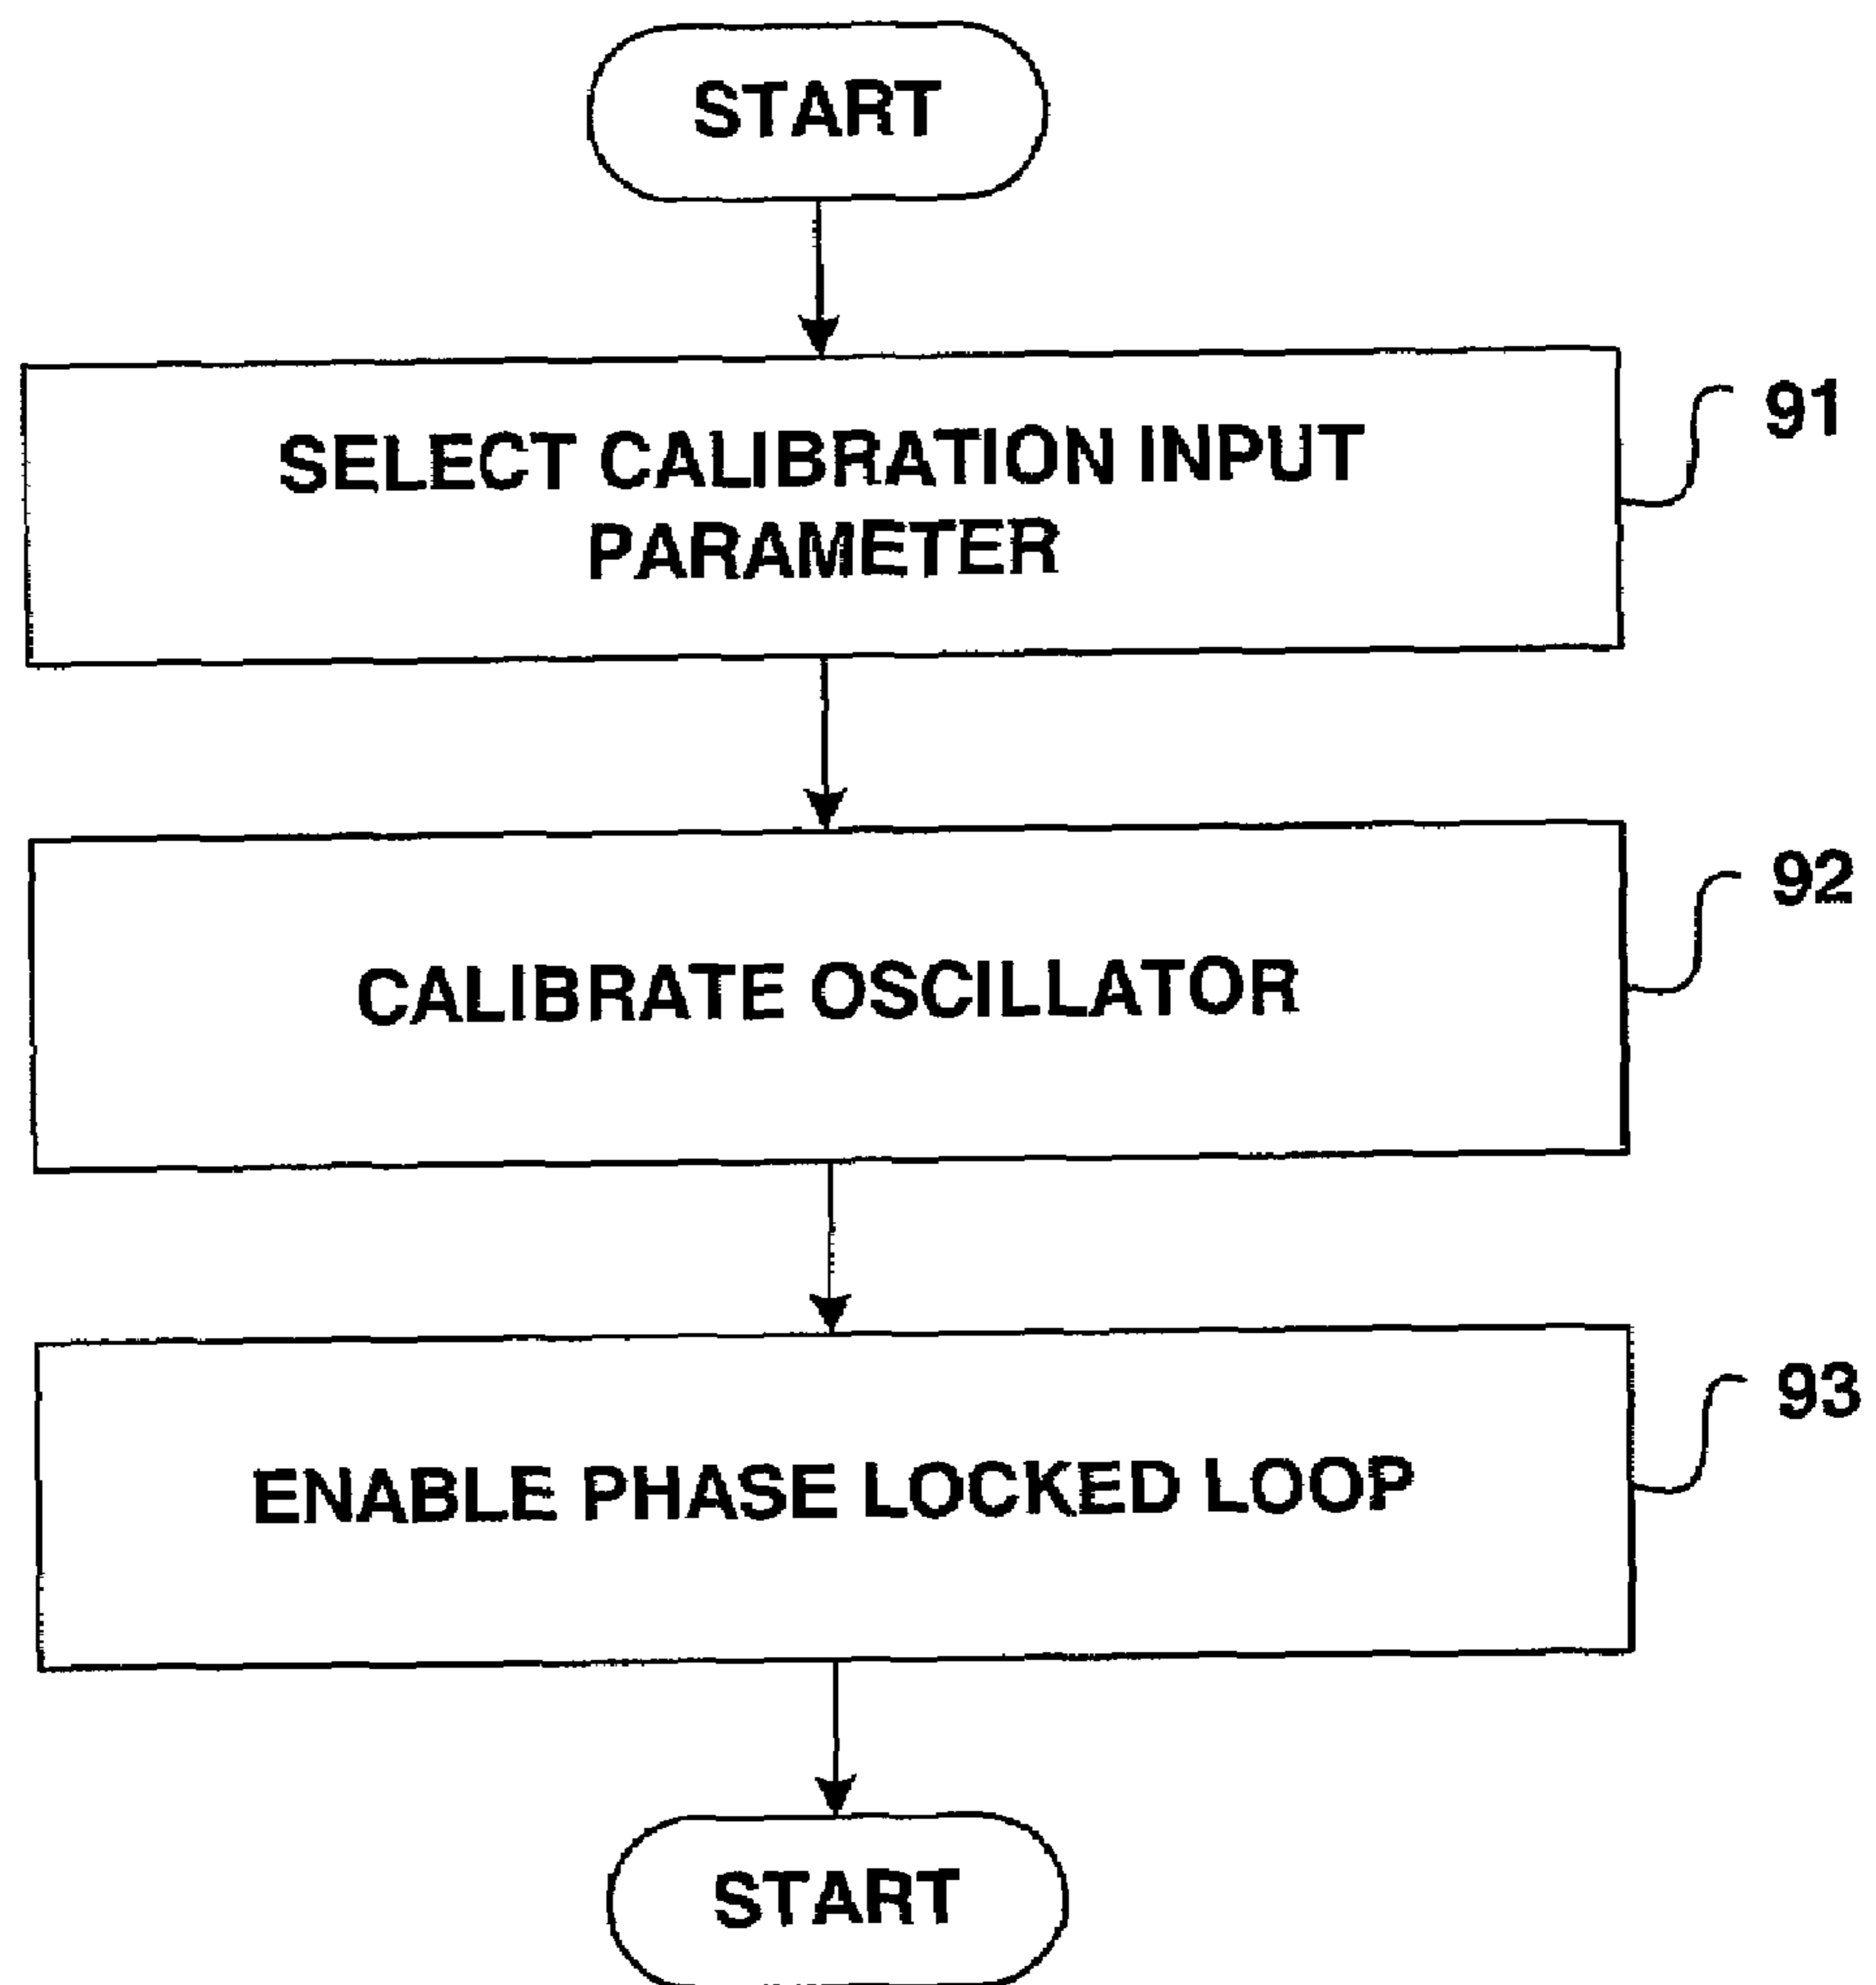 START
SELECT CALIBRATION INPUT
PARAMETER
91
CALIBRATE OSCILLATOR
92
ENABLE PHASE LOCKED LOOP
93
START